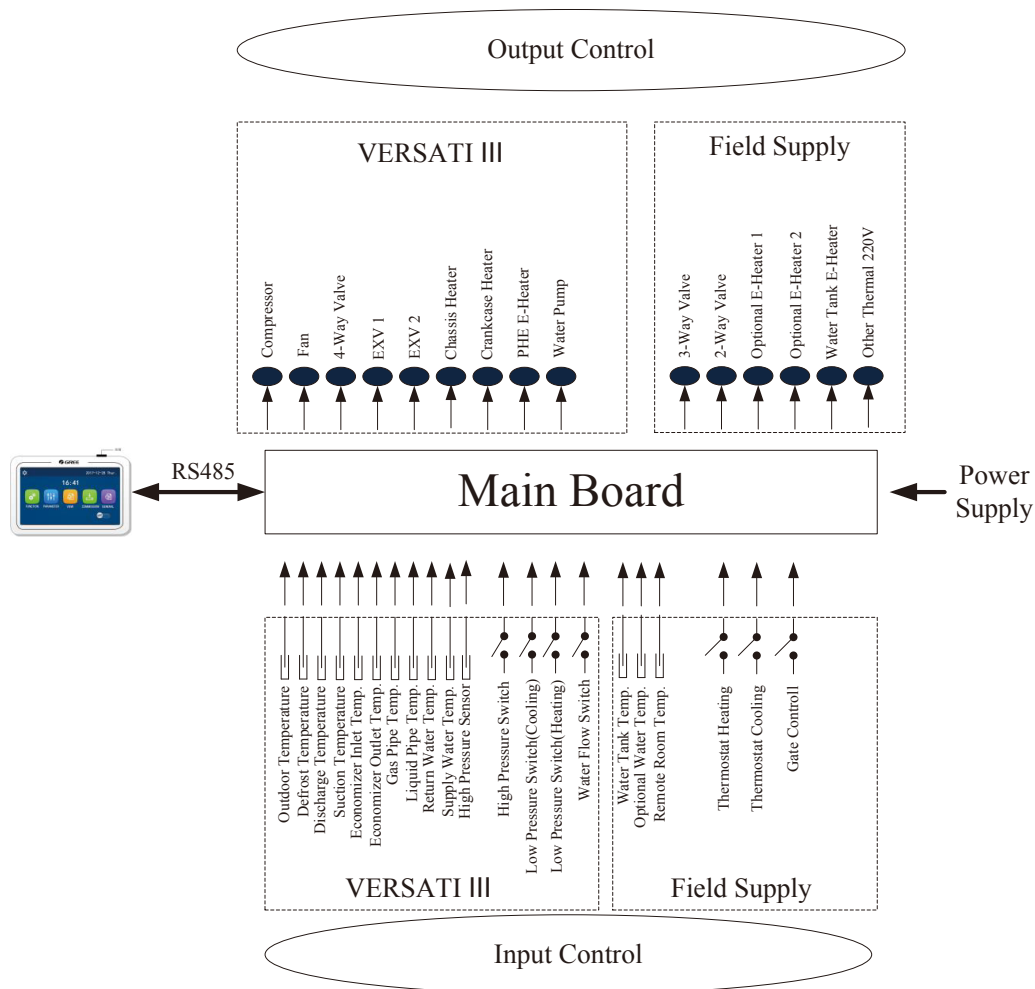 Output Control
VERSATI III
Field Supply
Compressor
Fan
4-Way Valve
EXV 1
EXV 2
Chassis Heater
Crankcase Heater
PHE E-Heater
Water Pump
3-Way Valve
2-Way Valve
Optional E-Heater 1
Optional E-Heater 2
Water Tank E-Heater
Other Thermal 220V
GREE
16:41
RS485
Main Board
Power
Supply
Outdoor Temperature
Defrost Temperature
Discharge Temperature
Suction Temperature
Economizer Inlet Temp.
Economizer Outlet Temp.
Gas Pipe Temp.
Liquid Pipe Temp.
Return Water Temp.
Supply Water Temp.
High Pressure Sensor
High Pressure Switch
Low Pressure Switch(Cooling)
Low Pressure Switch(Heating)
Water Flow Switch
Water Tank Temp.
Optional Water Temp.
Remote Room Temp.
Thermostat Heating
Thermostat Cooling
Gate Controll
VERSATI III
Field Supply
Input Control